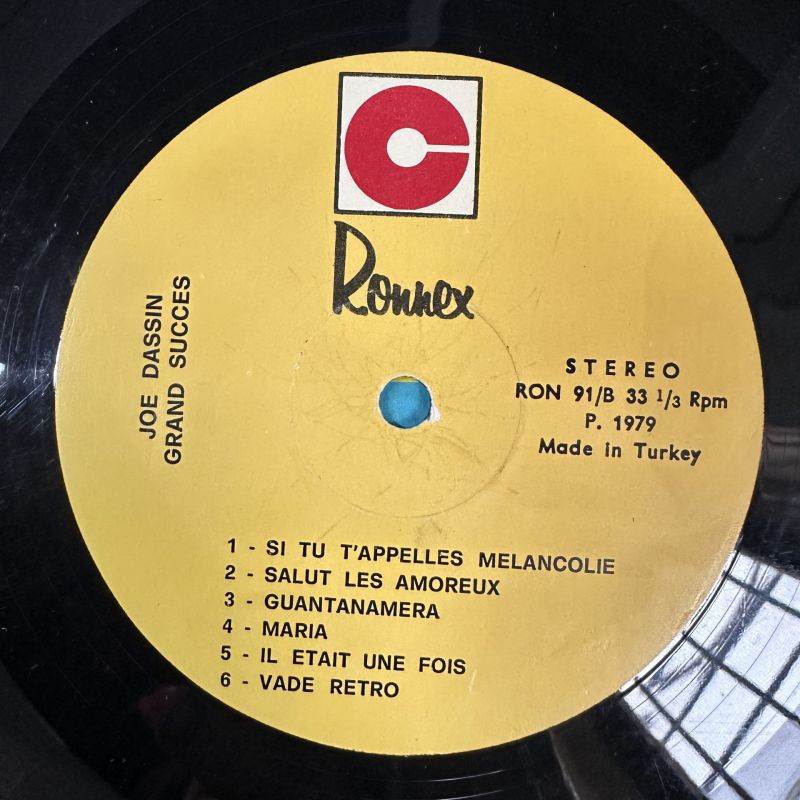 Ronnex
JOE DASSIN
GRAND SUCCES
STEREO
RON 91/B 33 1/3 Rpm
P. 1979
Made in Turkey
1 - SI TU T'APPELLES MELANCOLIE
2 - SALUT LES AMOREUX
3 - GUANTANAMERA
4 - MARIA
5 - IL ETAIT UNE FOIS
6 - VADE RETRO